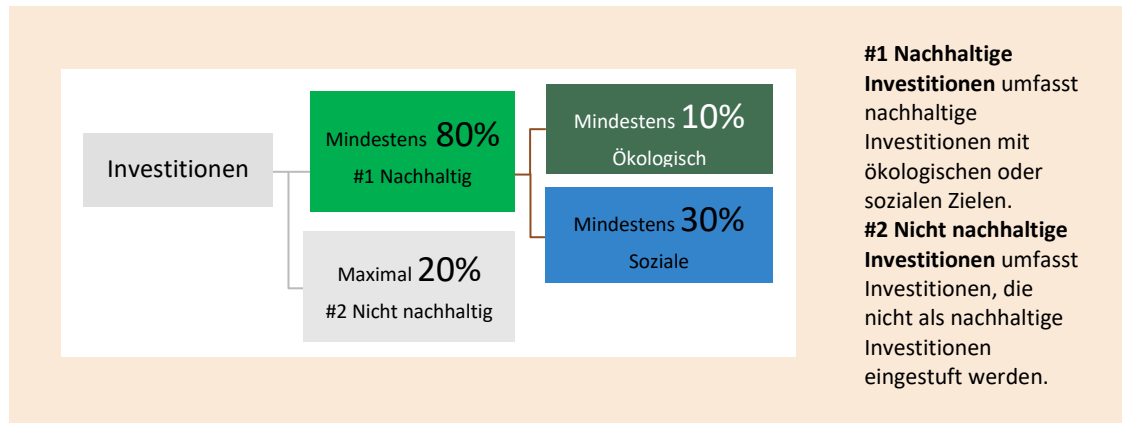 Investitionen
Mindestens 80%
#1 Nachhaltig
Maximal 20%
#2 Nicht nachhaltig
Mindestens 10%
Ökologisch
Mindestens 30%
Soziale
#1 Nachhaltige
Investitionen umfasst
nachhaltige
Investitionen mit
ökologischen oder
sozialen Zielen.
#2 Nicht nachhaltige
Investitionen umfasst
Investitionen, die
nicht als nachhaltige
Investitionen
eingestuft werden.